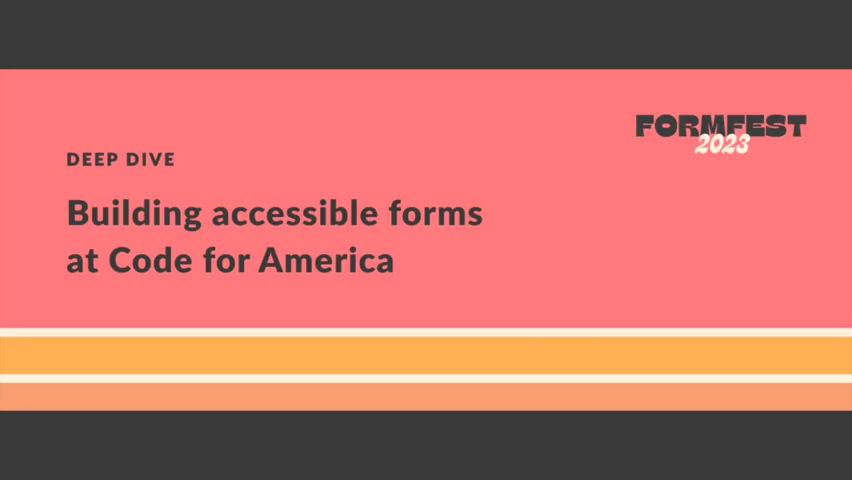 FORMFEST
2023
DEEP DIVE
Building accessible forms
at Code for America